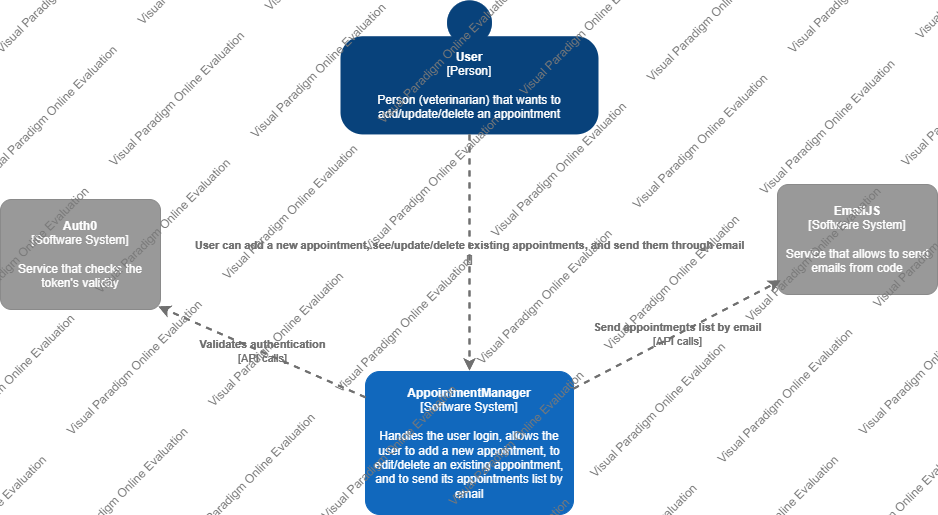 User
[Person]
Person (veterinarian) that wants to
add/update/delete an appointment
Auth0
[Software System]
Service that checks the
token's validity
EmailJS
[Software System]
Service that allows to send
emails from code
User can add a new appointment, see/update/delete existing appointments, and send them through email
[]
Validates authentication
[API calls]
Send appointments list by email
[API calls]
AppointmentManager
[Software System]
Handles the user login, allows the
user to add a new appointment, to
edit/delete an existing appointment,
and to send its appointments list by
email
Visual Paradigm Online Evaluation